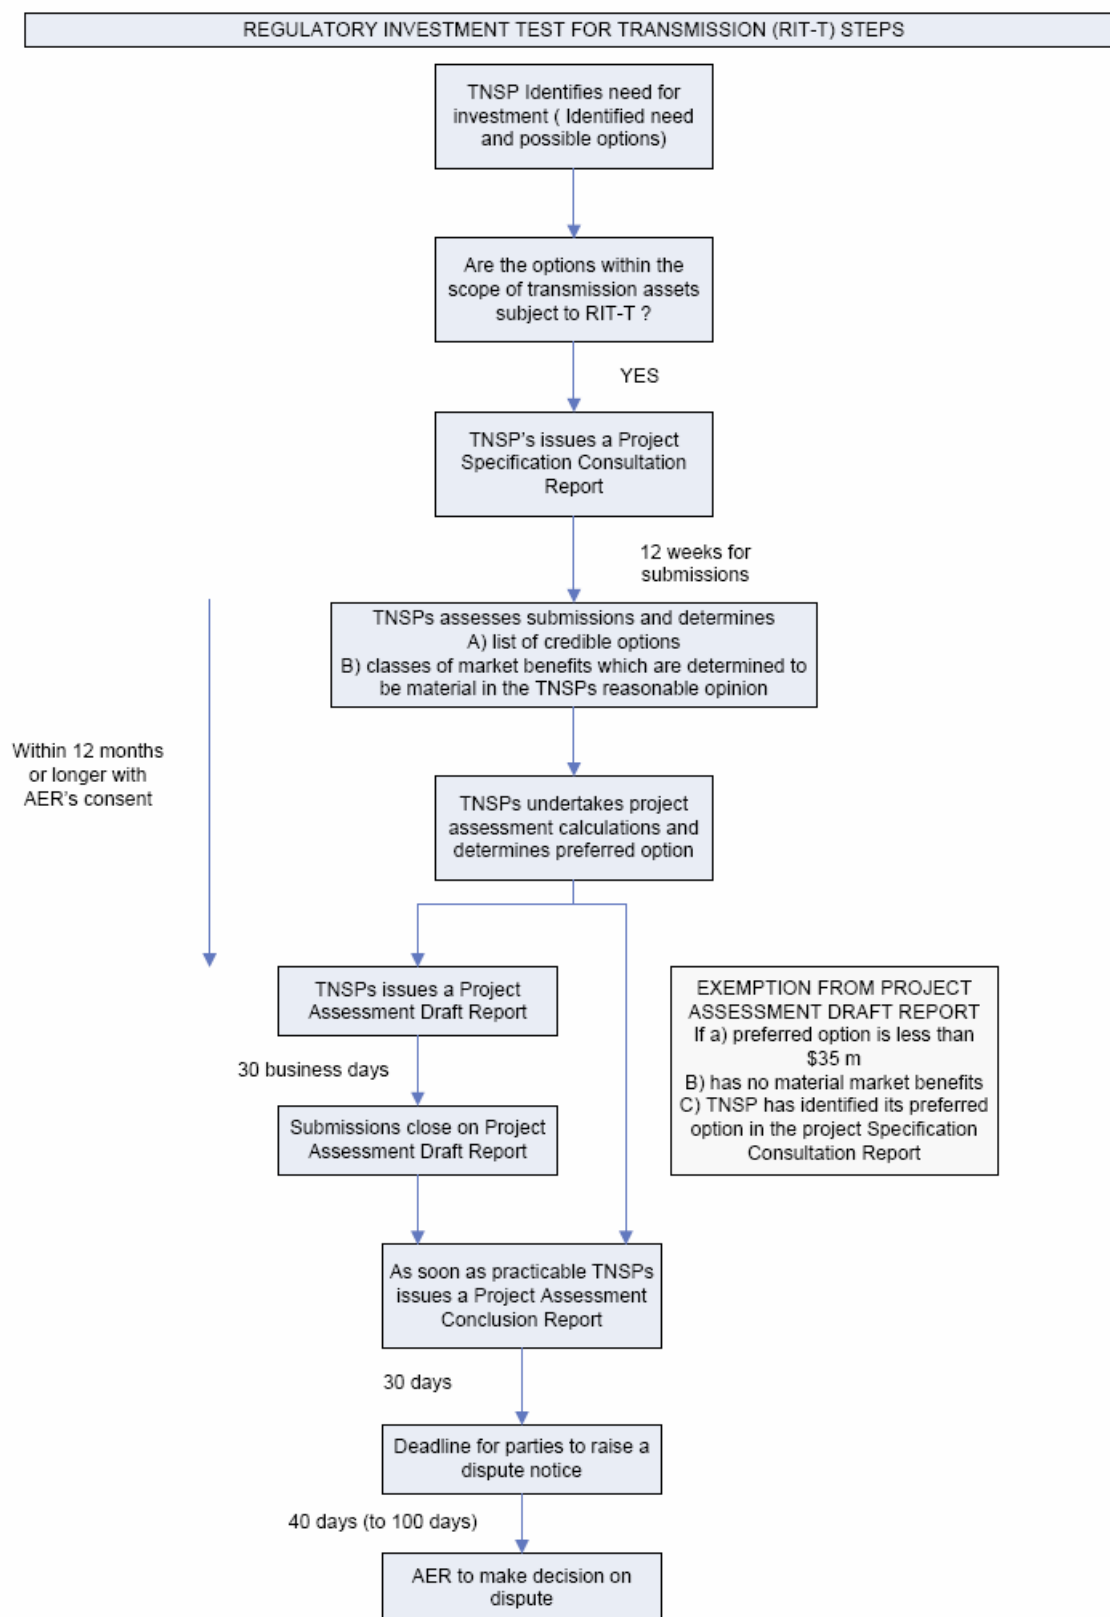 REGULATORY INVESTMENT TEST FOR TRANSMISSION (RIT-T) STEPS
TNSP Identifies need for
investment ( Identified need
and possible options)
Are the options within the
scope of transmission assets
subject to RIT-T ?
YES
TNSP's issues a Project
Specification Consultation
Report
12 weeks for
submissions
TNSPs assesses submissions and determines
A) list of credible options
B) classes of market benefits which are determined to
be material in the TNSPs reasonable opinion
Within 12 months
or longer with
AER's consent
TNSPs undertakes project
assessment calculations and
determines preferred option
TNSPs issues a Project
Assessment Draft Report
30 business days
Submissions close on Project
Assessment Draft Report
EXEMPTION FROM PROJECT
ASSESSMENT DRAFT REPORT
If a) preferred option is less than
$35 m
B) has no material market benefits
C) TNSP has identified its preferred
option in the project Specification
Consultation Report
As soon as practicable TNSPs
issues a Project Assessment
Conclusion Report
30 days
Deadline for parties to raise a
dispute notice
40 days (to 100 days)
AER to make decision on
dispute